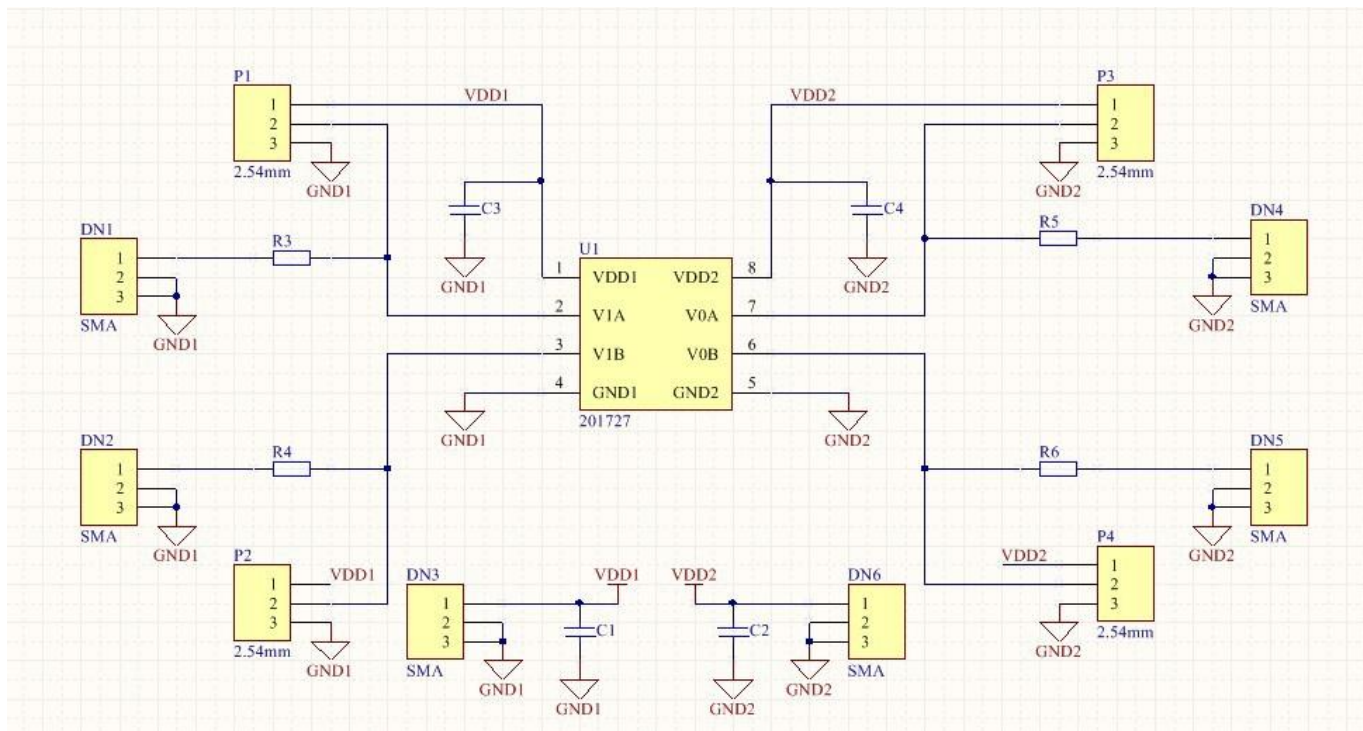 P1
1
2
3
2.54mm
GND1
VDD1
VDD2
P3
1
2
3
2.54mm
GND2
C3
GND1
C4
GND2
DN1
1
2
3
SMA
GND1
R3
R5
DN4
1
2
3
SMA
GND2
U1
1 VDD1 VDD2 8
2 V1A V0A 7
3 V1B V0B 6
4 GND1 GND2 5
201727
GND1
GND2
DN2
1
2
3
SMA
GND1
R4
R6
DN5
1
2
3
SMA
GND2
P2
1
2
3
2.54mm
VDD1
GND1
DN3
1
2
3
SMA
GND1
VDD1
C1
GND1
VDD2
C2
GND2
DN6
1
2
3
SMA
GND2
VDD2
P4
1
2
3
2.54mm
GND2